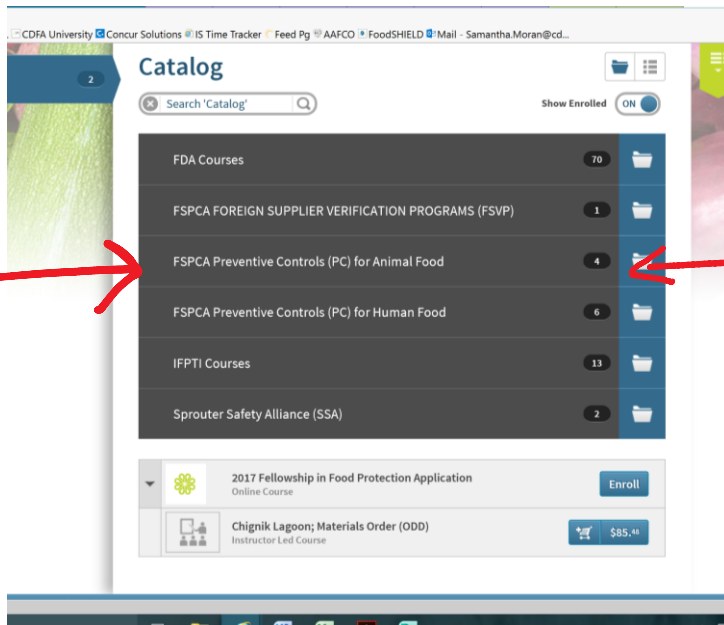 CDFA University Concur Solutions IS Time Tracker Feed Pg AAFCO FoodSHIELD Mail - Samantha.Moran@cd...
2
Catalog
Search 'Catalog'
Show Enrolled ON
FDA Courses 70
FSPCA FOREIGN SUPPLIER VERIFICATION PROGRAMS (FSVP) 1
FSPCA Preventive Controls (PC) for Animal Food 4
FSPCA Preventive Controls (PC) for Human Food 6
IFPTI Courses 13
Sprouter Safety Alliance (SSA) 2
2017 Fellowship in Food Protection Application
Online Course
Enroll
Chignik Lagoon; Materials Order (ODD)
Instructor Led Course
$85.48